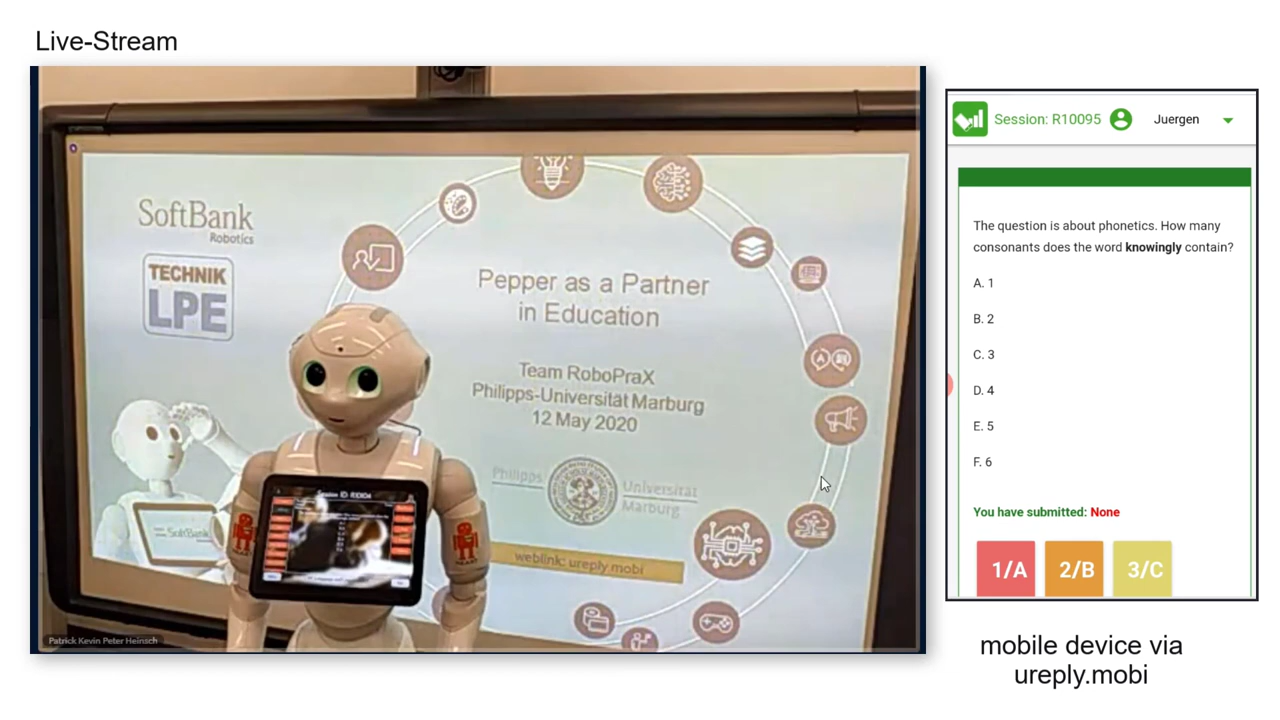 Live-Stream
SoftBank
Robotics
TECHNIK
LPE
Pepper as a Partner
in Education
Team RoboPraX
Philipps-Universität Marburg
12 May 2020
Philipps
Universität
Marburg
weblink: ureply.mobi
SoftBank
Patrick Kevin Peter Heinsch
Session: R10095
Juergen
The question is about phonetics. How many
consonants does the word knowingly contain?
A. 1
B. 2
C. 3
D. 4
E. 5
F. 6
You have submitted: None
1/A
2/B
3/C
mobile device via
ureply.mobi